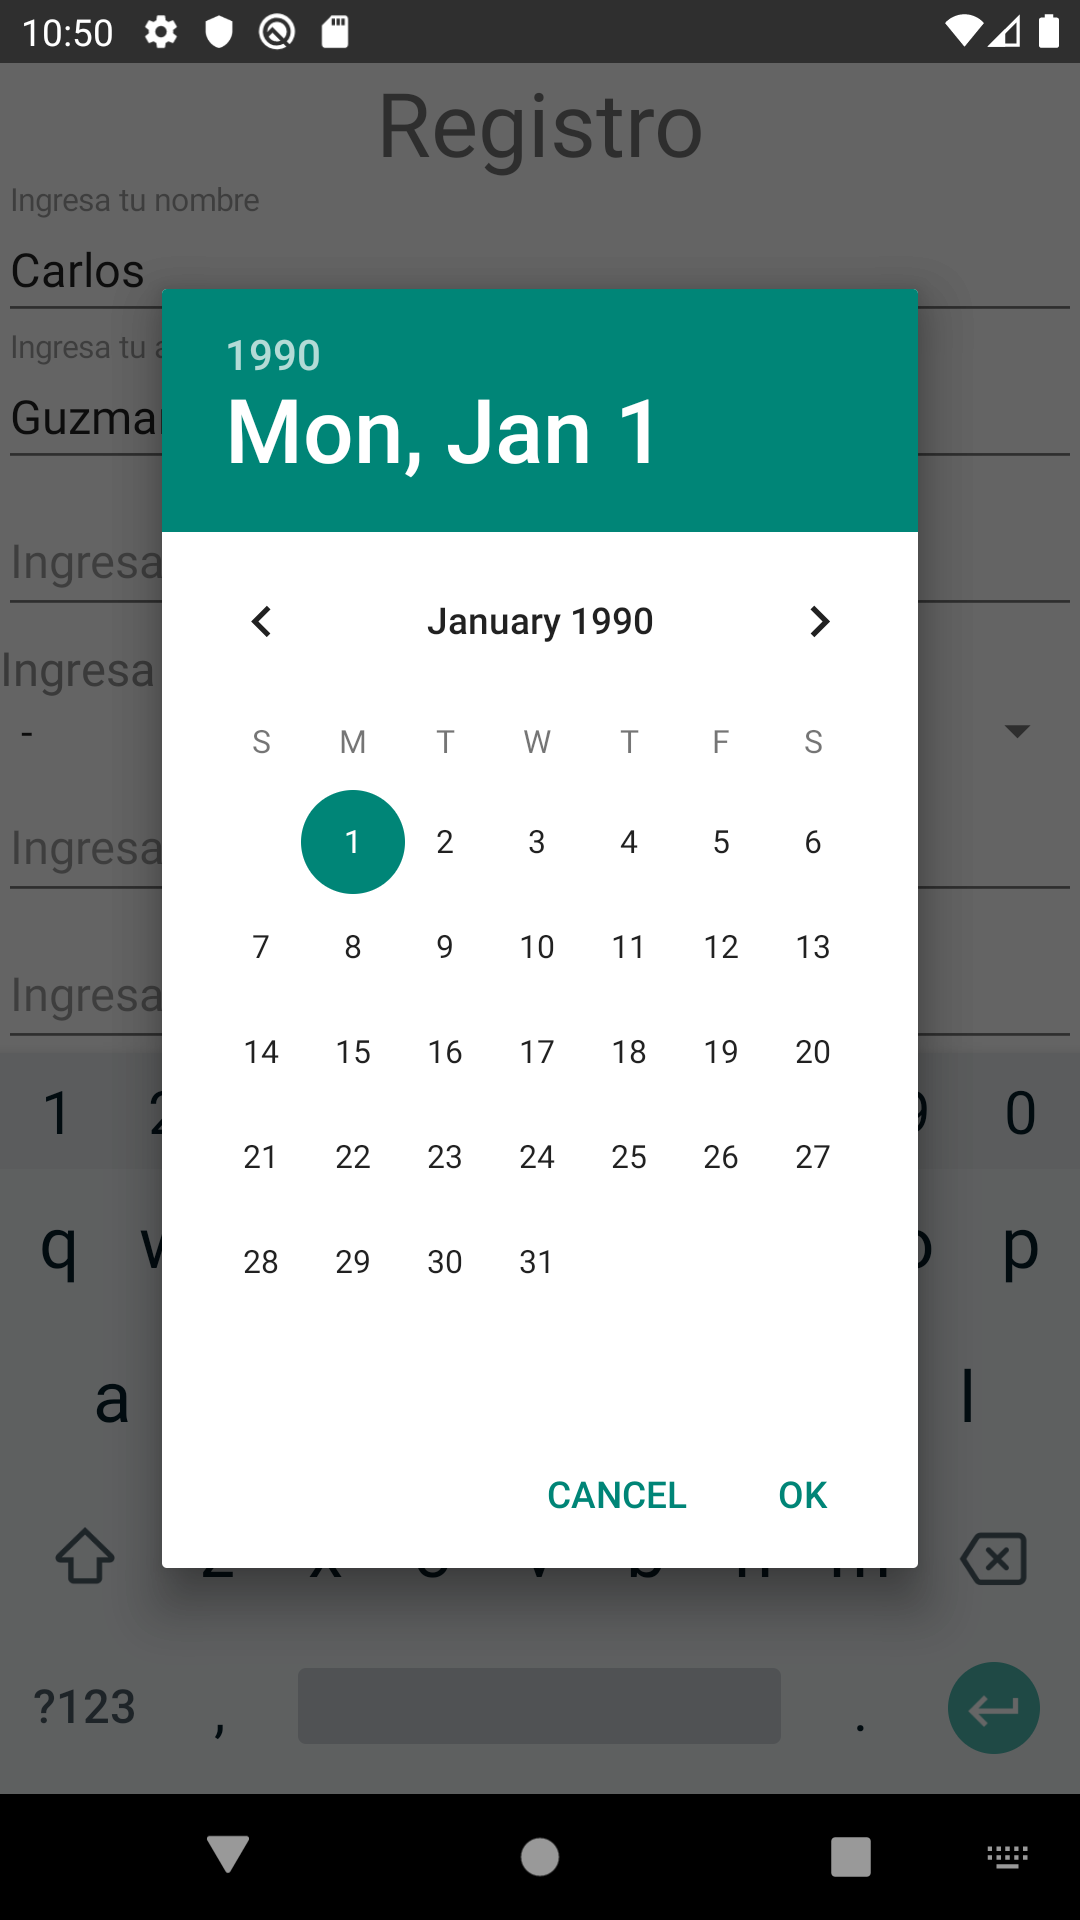 10:50
Registro
Ingresa tu nombre
Carlos
Ingresa tu
1990
Mon, Jan 1
Ingresa
January 1990
Ingresa
-
S M T W T F S
1 2 3 4 5 6
Ingresa
7 8 9 10 11 12 13
Ingresa
14 15 16 17 18 19 20
1 0
21 22 23 24 25 26 27
q p
28 29 30 31
a l
CANCEL OK
?123 , .